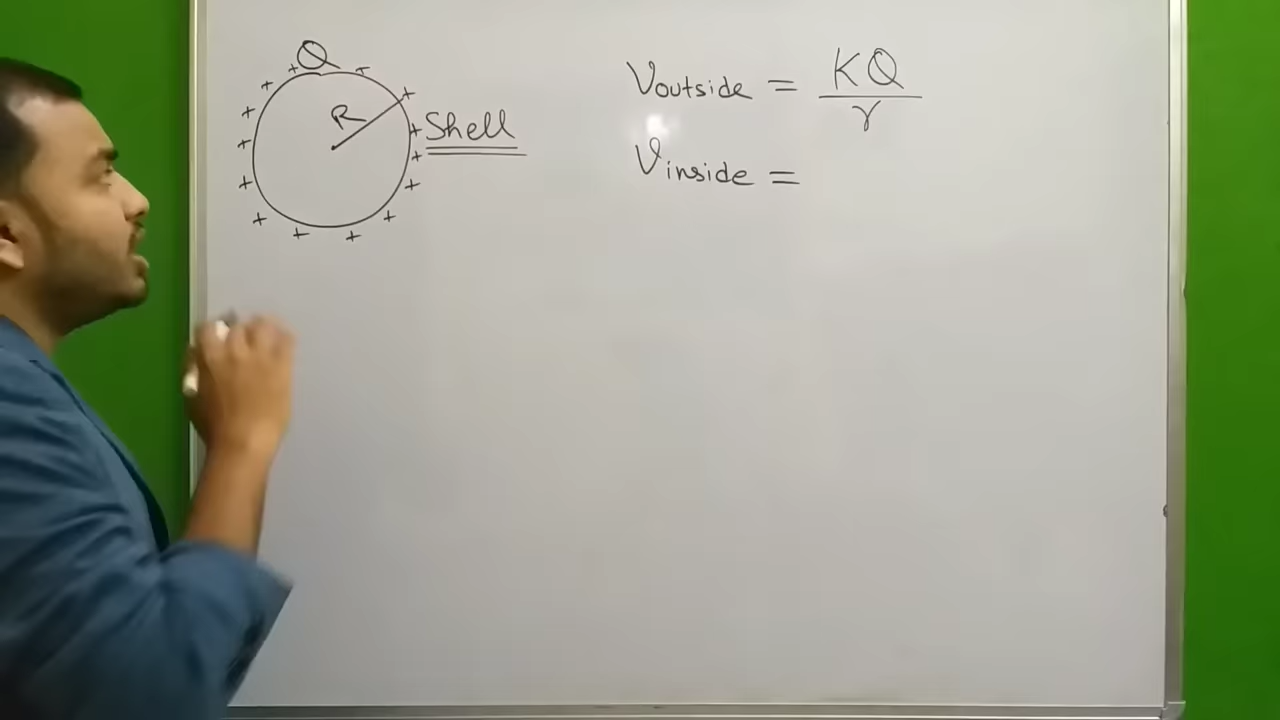 Q
R
Shell
Voutside = KQ/r
Vinside =